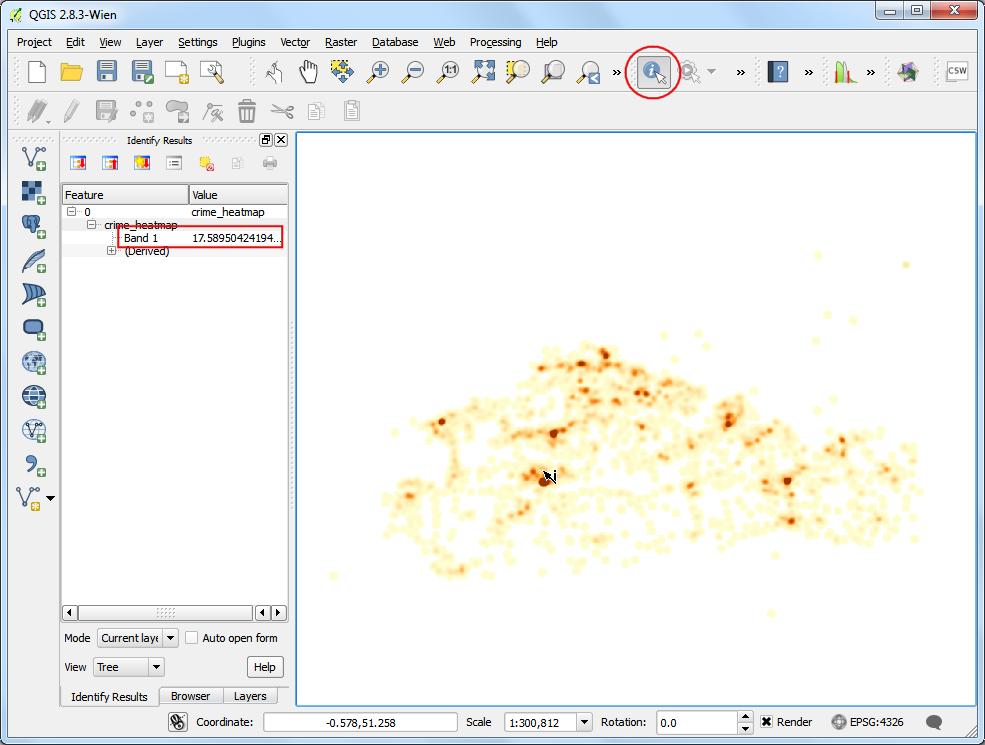 QGIS 2.8.3-Wien
Project Edit View Layer Settings Plugins Vector Raster Database Web Processing Help
1:1 » » ? » » CSW
Identify Results
Feature Value
0 crime_heatmap
crime_heatmap
Band 1 17.58950424194...
(Derived)
Mode Current laye Auto open form
View Tree Help
Identify Results Browser Layers
Coordinate: -0.578,51.258 Scale 1:300,812 Rotation: 0.0 Render EPSG:4326